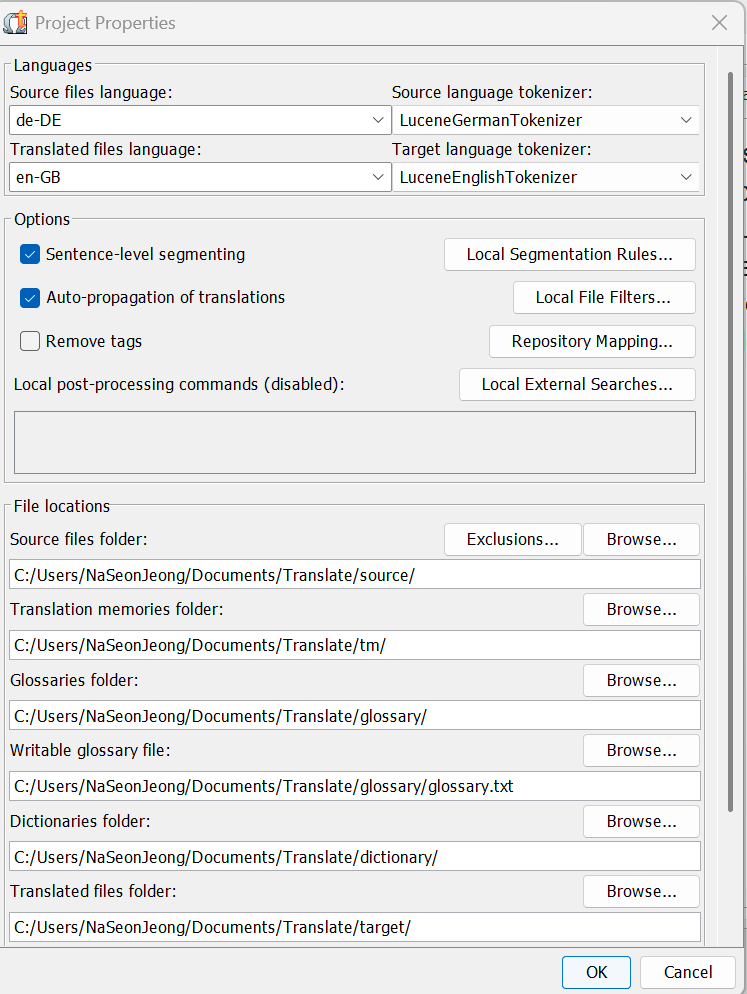 Project Properties
Languages
Source files language: Source language tokenizer:
de-DE LuceneGermanTokenizer
Translated files language: Target language tokenizer:
en-GB LuceneEnglishTokenizer
Options
Sentence-level segmenting Local Segmentation Rules...
Auto-propagation of translations Local File Filters...
Remove tags Repository Mapping...
Local post-processing commands (disabled): Local External Searches...
File locations
Source files folder: Exclusions... Browse...
C:/Users/NaSeonJeong/Documents/Translate/source/
Translation memories folder: Browse...
C:/Users/NaSeonJeong/Documents/Translate/tm/
Glossaries folder: Browse...
C:/Users/NaSeonJeong/Documents/Translate/glossary/
Writable glossary file: Browse...
C:/Users/NaSeonJeong/Documents/Translate/glossary/glossary.txt
Dictionaries folder: Browse...
C:/Users/NaSeonJeong/Documents/Translate/dictionary/
Translated files folder: Browse...
C:/Users/NaSeonJeong/Documents/Translate/target/
OK Cancel